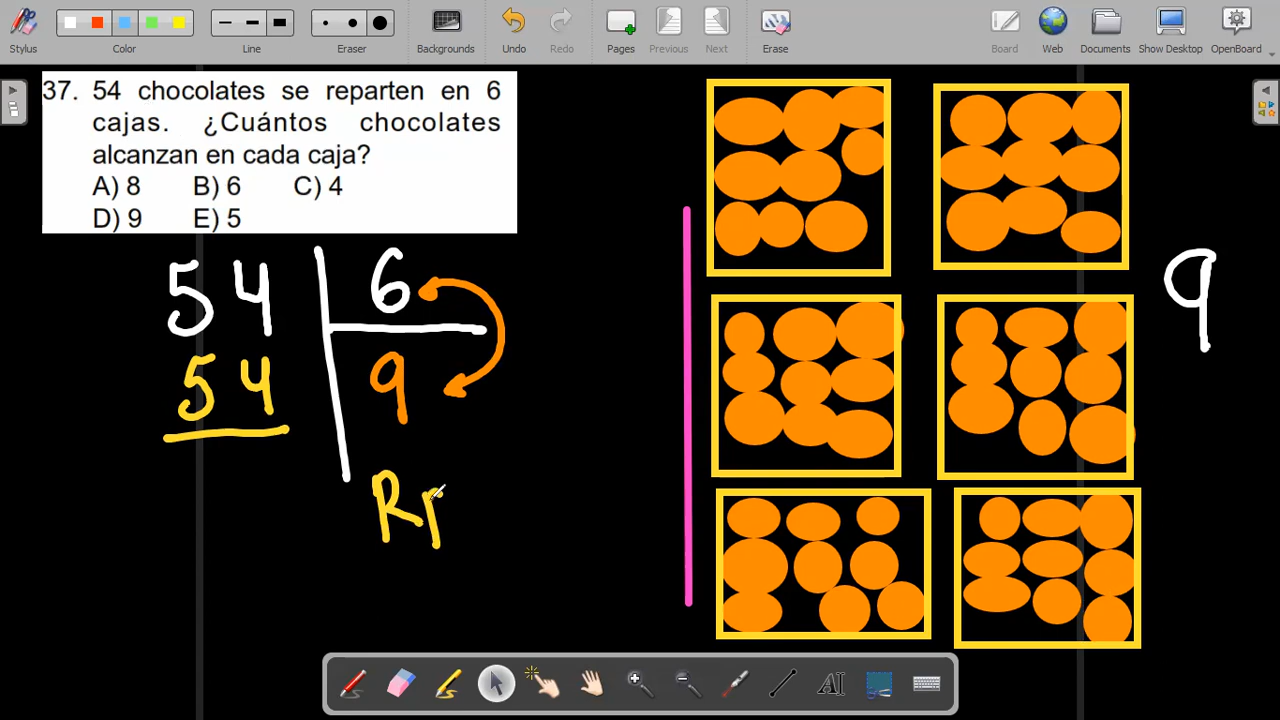 Stylus
Color
Line
Eraser
Backgrounds
Undo
Redo
Pages
Previous
Next
Erase
Board
Web
Documents
Show Desktop
OpenBoard
37. 54 chocolates se reparten en 6
cajas. ¿Cuántos chocolates
alcanzan en cada caja?
A) 8 B) 6 C) 4
D) 9 E) 5
54 6
54 9
Rp
9
AI